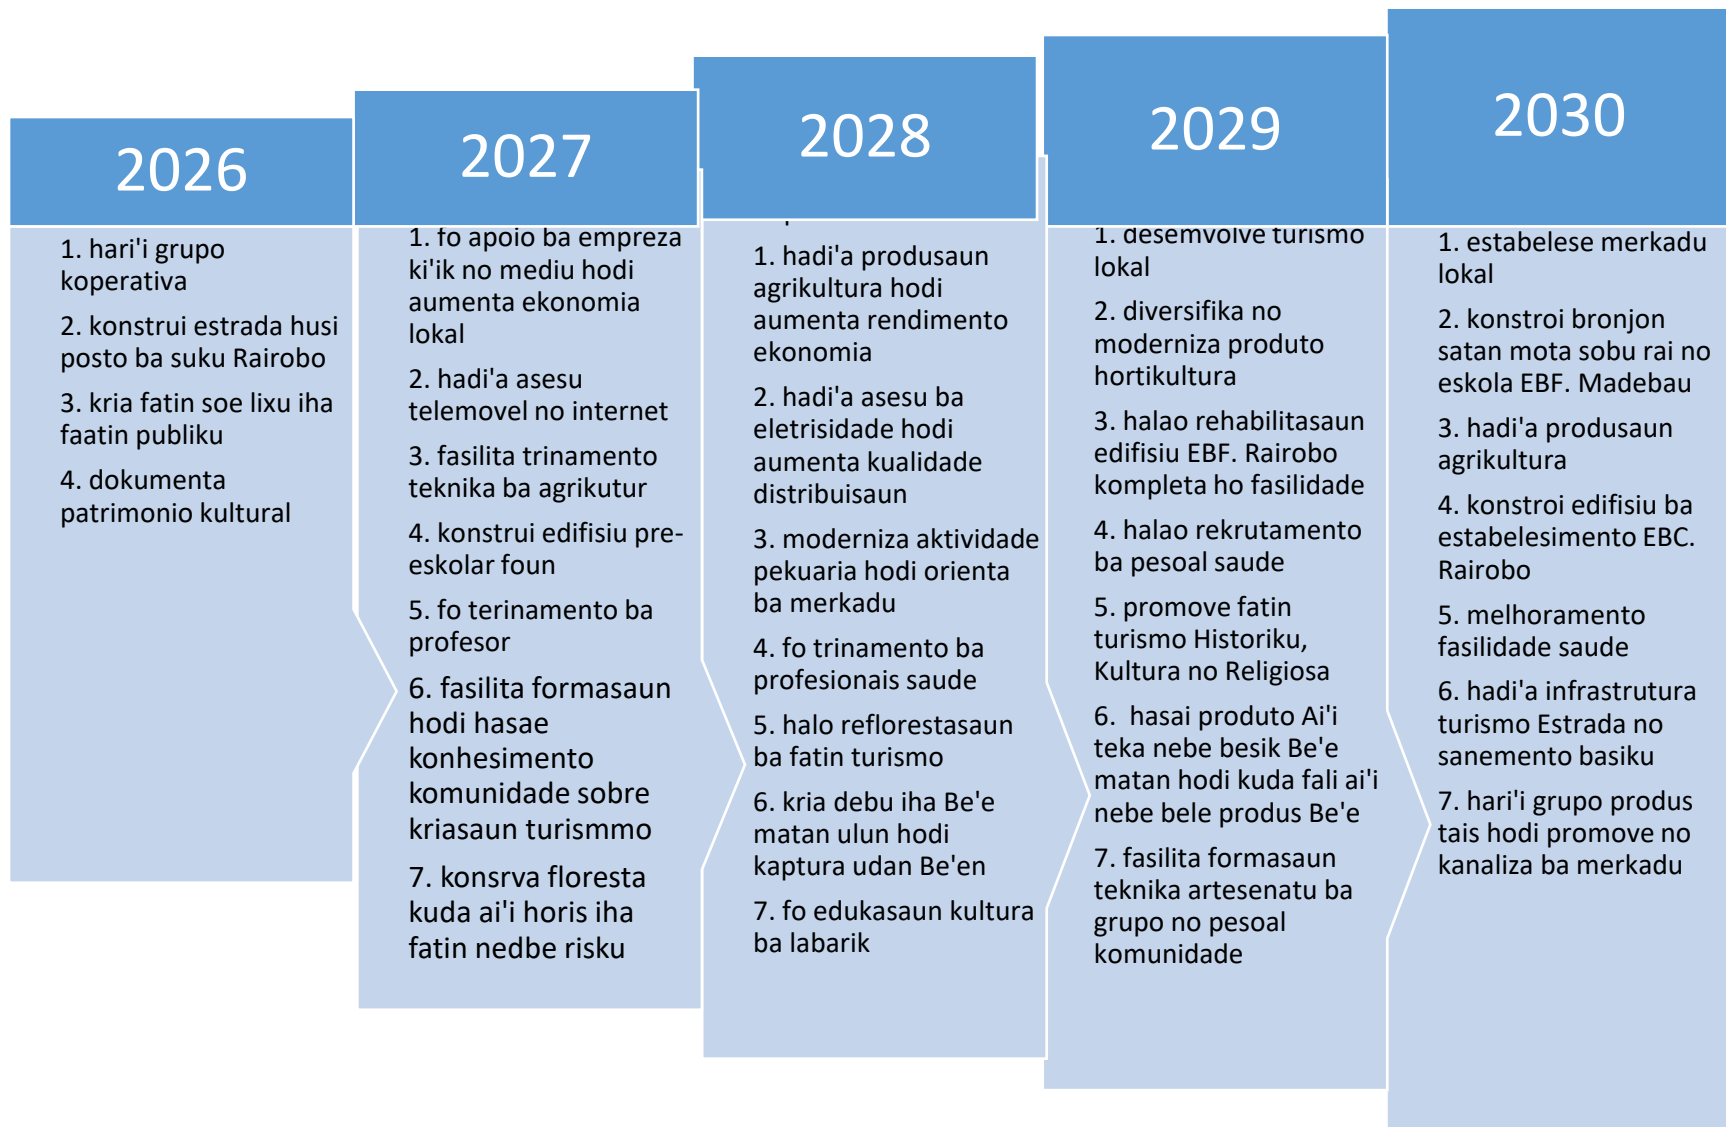 2026
1. hari'i grupo
koperativa
2. konstrui estrada husi
posto ba suku Rairobo
3. kria fatin soe lixu iha
faatin publiku
4. dokumenta
patrimonio kultural
2027
1. fo apoio ba empreza
ki'ik no mediu hodi
aumenta ekonomia
lokal
2. hadi'a asesu
telemovel no internet
3. fasilita trinamento
teknika ba agrikutur
4. konstrui edifisiu pre-
eskolar foun
5. fo terinamento ba
profesor
6. fasilita formasaun
hodi hasae
konhesimento
komunidade sobre
kriasaun turismmo
7. konsrva floresta
kuda ai'i horis iha
fatin nedbe risku
2028
1. hadi'a produsaun
agrikultura hodi
aumenta rendimento
ekonomia
2. hadi'a asesu ba
eletrisidade hodi
aumenta kualidade
distribuisaun
3. moderniza aktividade
pekuaria hodi orienta
ba merkadu
4. fo trinamento ba
profesionais saude
5. halo reflorestasaun
ba fatin turismo
6. kria debu iha Be'e
matan ulun hodi
kaptura udan Be'en
7. fo edukasaun kultura
ba labarik
2029
1. desemvolve turismo
lokal
2. diversifika no
moderniza produto
hortikultura
3. halao rehabilitasaun
edifisiu EBF. Rairobo
kompleta ho fasilidade
4. halao rekrutamento
ba pesoal saude
5. promove fatin
turismo Historiku,
Kultura no Religiosa
6. hasai produto Ai'i
teka nebe besik Be'e
matan hodi kuda fali ai'i
nebe bele produs Be'e
7. fasilita formasaun
teknika artesenatu ba
grupo no pesoal
komunidade
2030
1. estabelese merkadu
lokal
2. konstroi bronjon
satan mota sobu rai no
eskola EBF. Madebau
3. hadi'a produsaun
agrikultura
4. konstroi edifisiu ba
estabelesimento EBC.
Rairobo
5. melhoramento
fasilidade saude
6. hadi'a infrastrutura
turismo Estrada no
sanemento basiku
7. hari'i grupo produs
tais hodi promove no
kanaliza ba merkadu